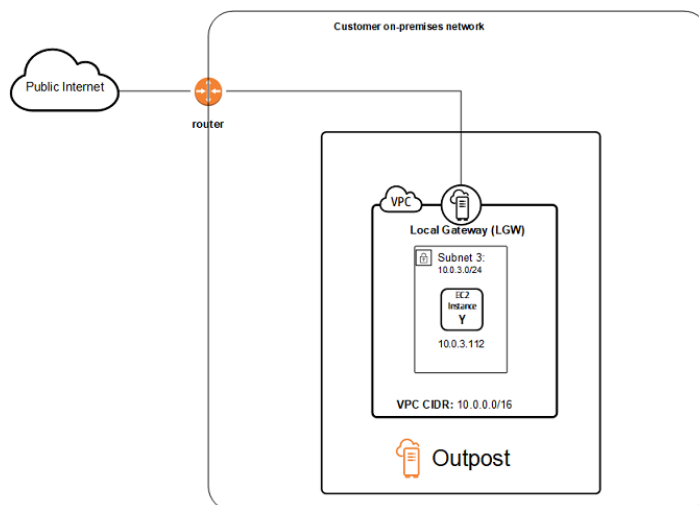 Customer on-premises network
Public Internet
router
VPC
Local Gateway (LGW)
Subnet 3:
10.0.3.0/24
EC2
Instance
Y
10.0.3.112
VPC CIDR: 10.0.0.0/16
Outpost